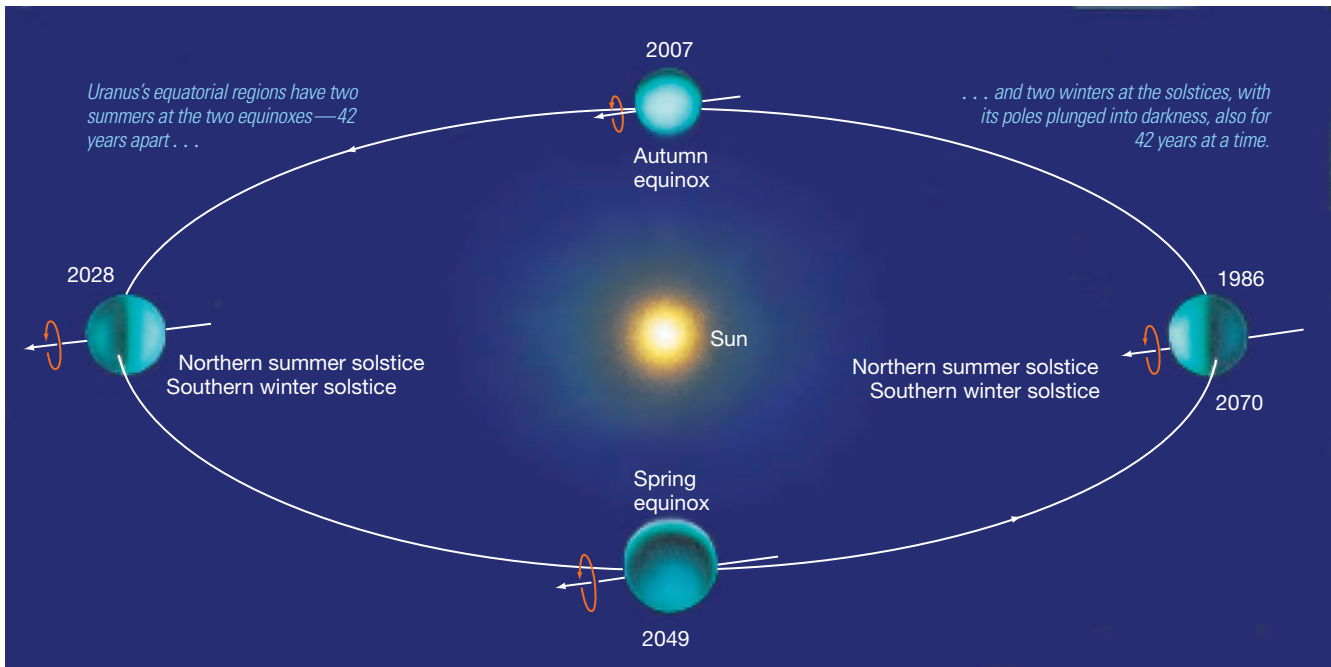 2007
Uranus's equatorial regions have two
summers at the two equinoxes—42
years apart . . .
. . . and two winters at the solstices, with
its poles plunged into darkness, also for
42 years at a time.
Autumn
equinox
2028
1986
Sun
Northern summer solstice
Southern winter solstice
Northern summer solstice
Southern winter solstice
2070
Spring
equinox
2049